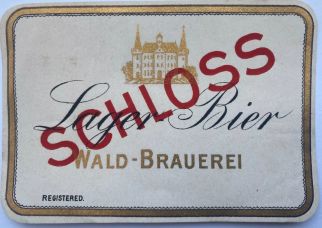 SCHLOSS
Lager-Bier
WALD-BRAUEREI
REGISTERED.